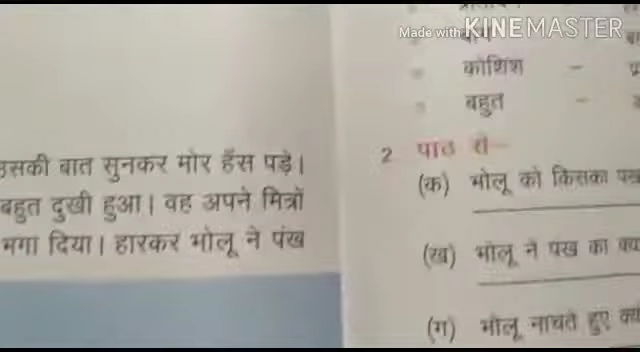 Made with KINEMASTER
उसकी बात सुनकर मोर हँस पड़े।
बहुत दुखी हुआ। वह अपने मित्रों
भगा दिया। हारकर भोलू ने पंख
कोशिश –
बहुत –
2 पाठ से–
(क) भोलू को किसका पंख
(ख) भोलू ने पंख का क्या
(ग) भोलू नाचते हुए क्य